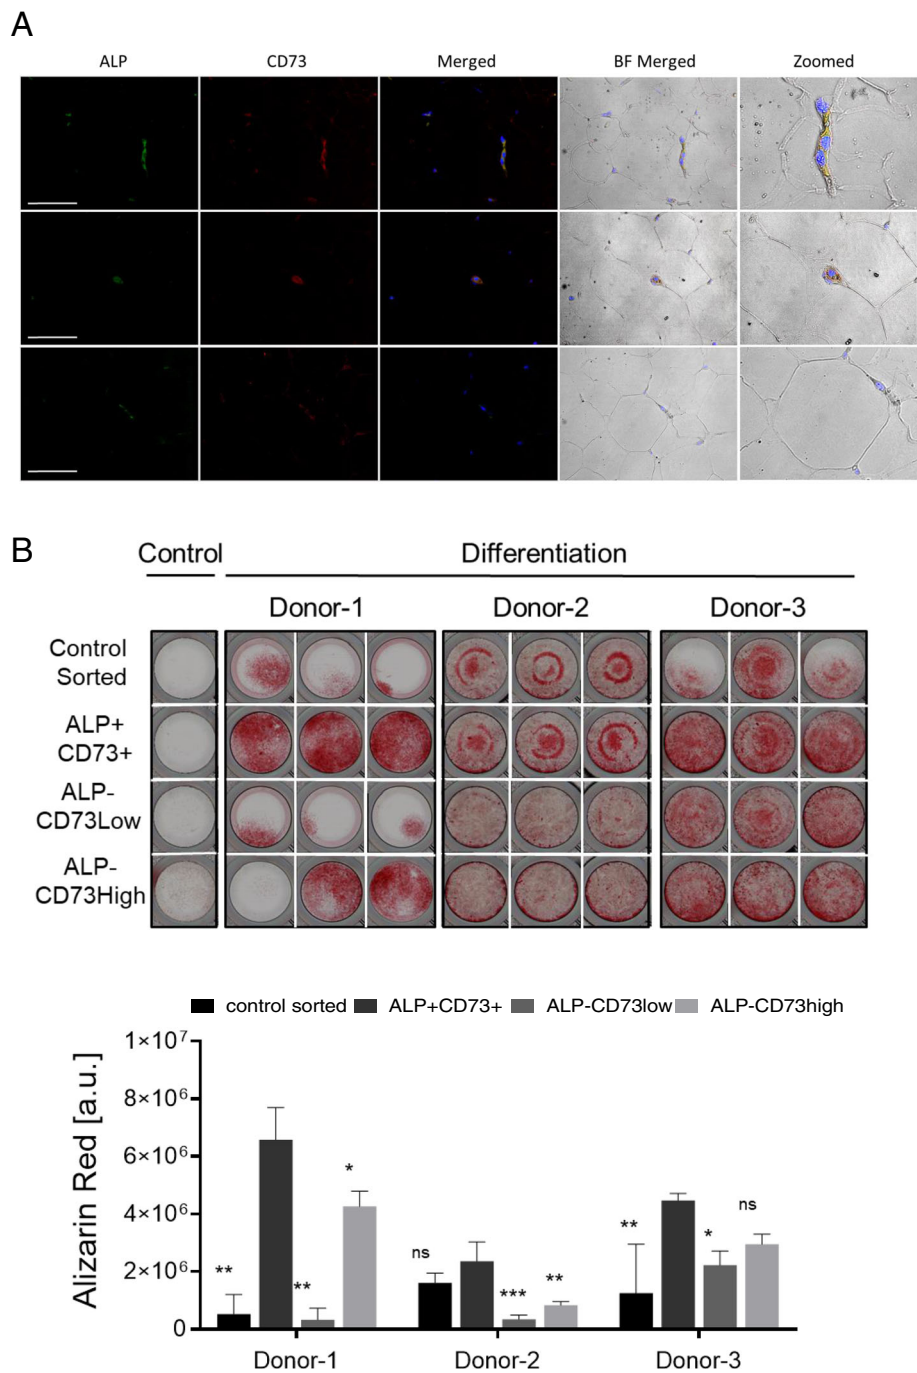 A
ALP CD73 Merged BF Merged Zoomed
B
Control Differentiation
Donor-1 Donor-2 Donor-3
Control
Sorted
ALP+
CD73+
ALP-
CD73Low
ALP-
CD73High
control sorted ALP+CD73+ ALP-CD73low ALP-CD73high
Alizarin Red [a.u.]
1×10⁷
8×10⁶
6×10⁶
4×10⁶
2×10⁶
0
** ** *
ns *** **
** * ns
Donor-1 Donor-2 Donor-3